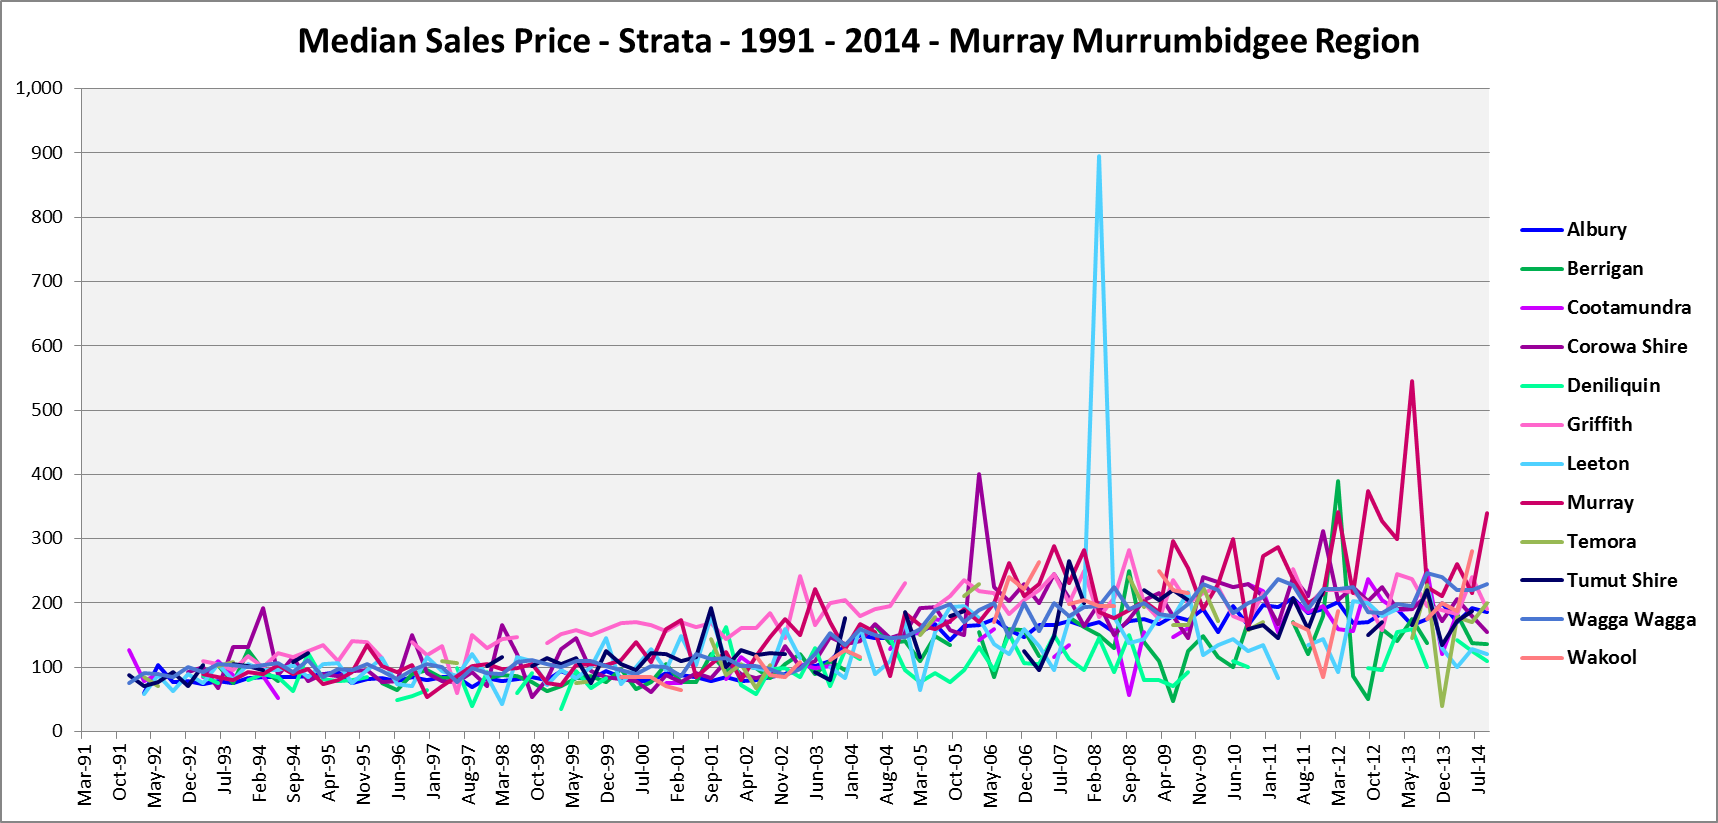 Median Sales Price - Strata - 1991 - 2014 - Murray Murrumbidgee Region
1,000
900
800
700
600
500
400
300
200
100
0
Mar-91
Oct-91
May-92
Dec-92
Jul-93
Feb-94
Sep-94
Apr-95
Nov-95
Jun-96
Jan-97
Aug-97
Mar-98
Oct-98
May-99
Dec-99
Jul-00
Feb-01
Sep-01
Apr-02
Nov-02
Jun-03
Jan-04
Aug-04
Mar-05
Oct-05
May-06
Dec-06
Jul-07
Feb-08
Sep-08
Apr-09
Nov-09
Jun-10
Jan-11
Aug-11
Mar-12
Oct-12
May-13
Dec-13
Jul-14
Albury
Berrigan
Cootamundra
Corowa Shire
Deniliquin
Griffith
Leeton
Murray
Temora
Tumut Shire
Wagga Wagga
Wakool